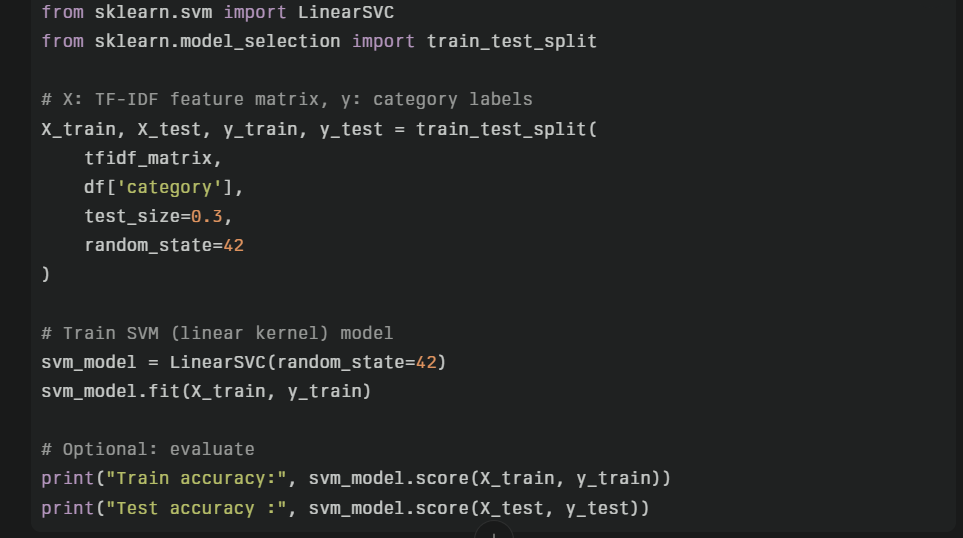 from sklearn.svm import LinearSVC
from sklearn.model_selection import train_test_split
# X: TF-IDF feature matrix, y: category labels
X_train, X_test, y_train, y_test = train_test_split(
    tfidf_matrix,
    df['category'],
    test_size=0.3,
    random_state=42
)
# Train SVM (linear kernel) model
svm_model = LinearSVC(random_state=42)
svm_model.fit(X_train, y_train)
# Optional: evaluate
print("Train accuracy:", svm_model.score(X_train, y_train))
print("Test accuracy :", svm_model.score(X_test, y_test))